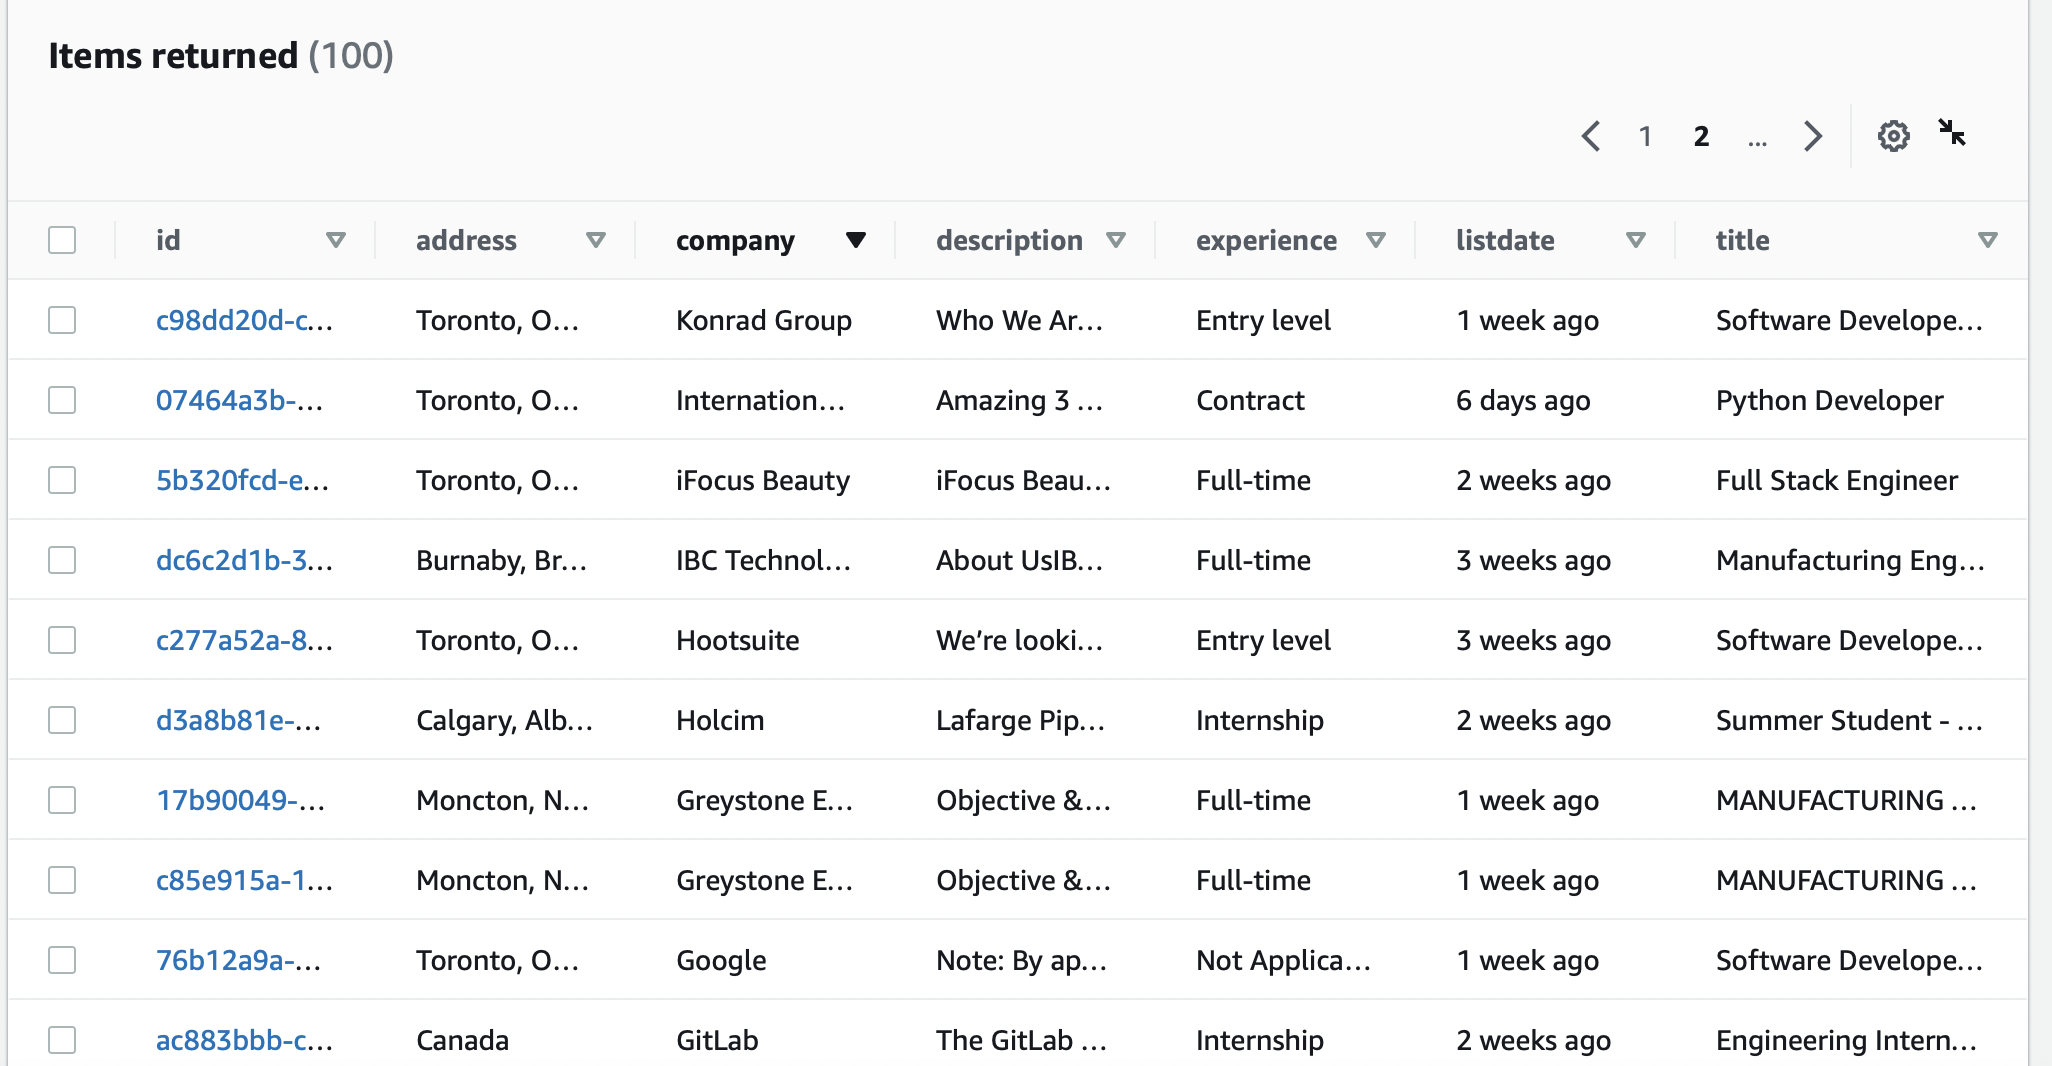 Items returned (100)
1 2 ...
id address company description experience listdate title
c98dd20d-c... Toronto, O... Konrad Group Who We Ar... Entry level 1 week ago Software Develope...
07464a3b-... Toronto, O... Internation... Amazing 3 ... Contract 6 days ago Python Developer
5b320fcd-e... Toronto, O... iFocus Beauty iFocus Beau... Full-time 2 weeks ago Full Stack Engineer
dc6c2d1b-3... Burnaby, Br... IBC Technol... About UsIB... Full-time 3 weeks ago Manufacturing Eng...
c277a52a-8... Toronto, O... Hootsuite We’re looki... Entry level 3 weeks ago Software Develope...
d3a8b81e-... Calgary, Alb... Holcim Lafarge Pip... Internship 2 weeks ago Summer Student - ...
17b90049-... Moncton, N... Greystone E... Objective &... Full-time 1 week ago MANUFACTURING ...
c85e915a-1... Moncton, N... Greystone E... Objective &... Full-time 1 week ago MANUFACTURING ...
76b12a9a-... Toronto, O... Google Note: By ap... Not Applica... 1 week ago Software Develope...
ac883bbb-c... Canada GitLab The GitLab ... Internship 2 weeks ago Engineering Intern...